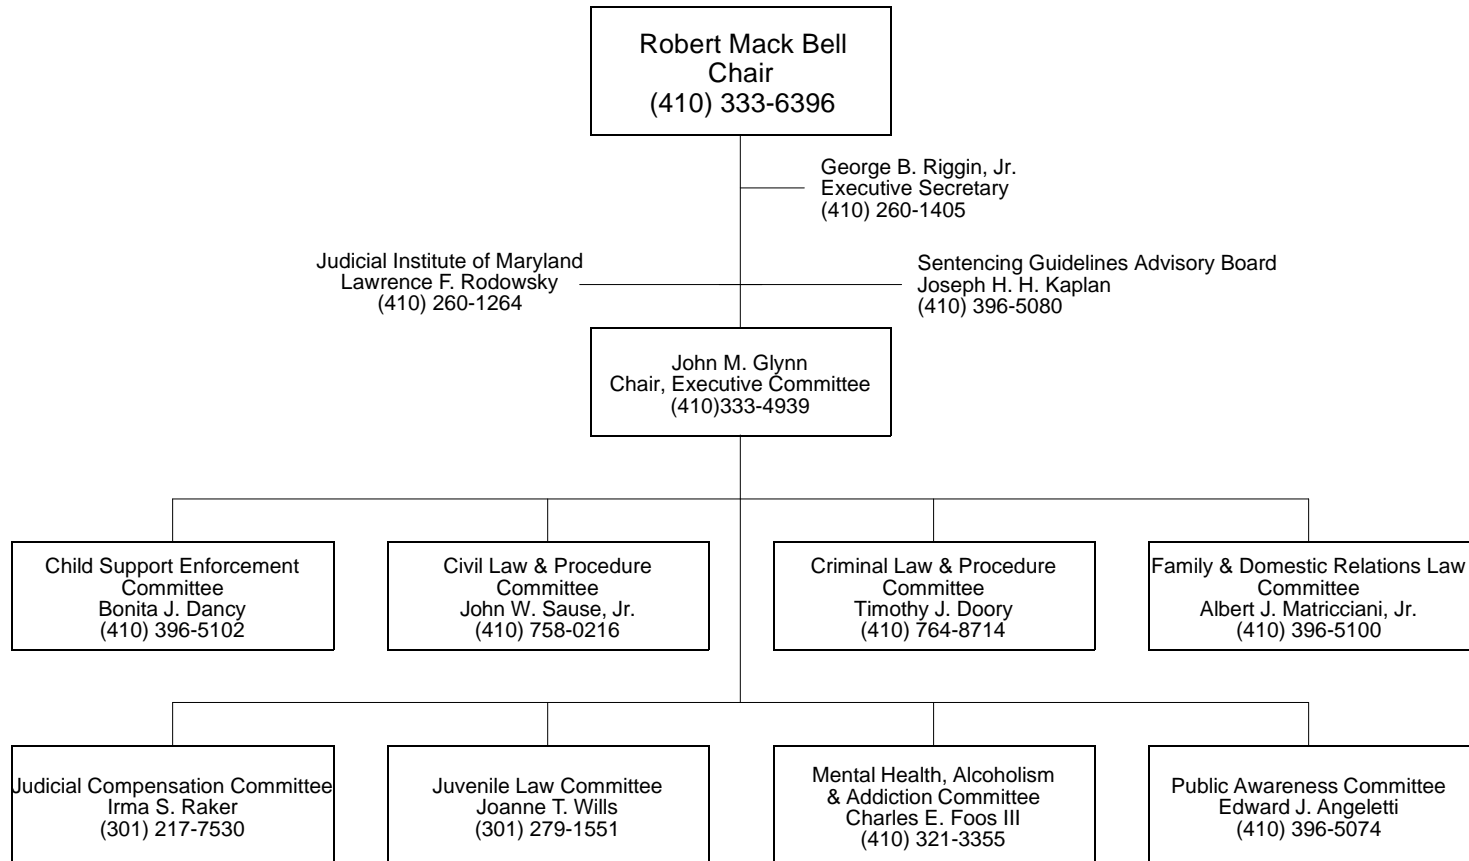 Robert Mack Bell
Chair
(410) 333-6396
George B. Riggin, Jr.
Executive Secretary
(410) 260-1405
Judicial Institute of Maryland
Lawrence F. Rodowsky
(410) 260-1264
Sentencing Guidelines Advisory Board
Joseph H. H. Kaplan
(410) 396-5080
John M. Glynn
Chair, Executive Committee
(410)333-4939
Child Support Enforcement
Committee
Bonita J. Dancy
(410) 396-5102
Civil Law & Procedure
Committee
John W. Sause, Jr.
(410) 758-0216
Criminal Law & Procedure
Committee
Timothy J. Doory
(410) 764-8714
Family & Domestic Relations Law
Committee
Albert J. Matricciani, Jr.
(410) 396-5100
Judicial Compensation Committee
Irma S. Raker
(301) 217-7530
Juvenile Law Committee
Joanne T. Wills
(301) 279-1551
Mental Health, Alcoholism
& Addiction Committee
Charles E. Foos III
(410) 321-3355
Public Awareness Committee
Edward J. Angeletti
(410) 396-5074